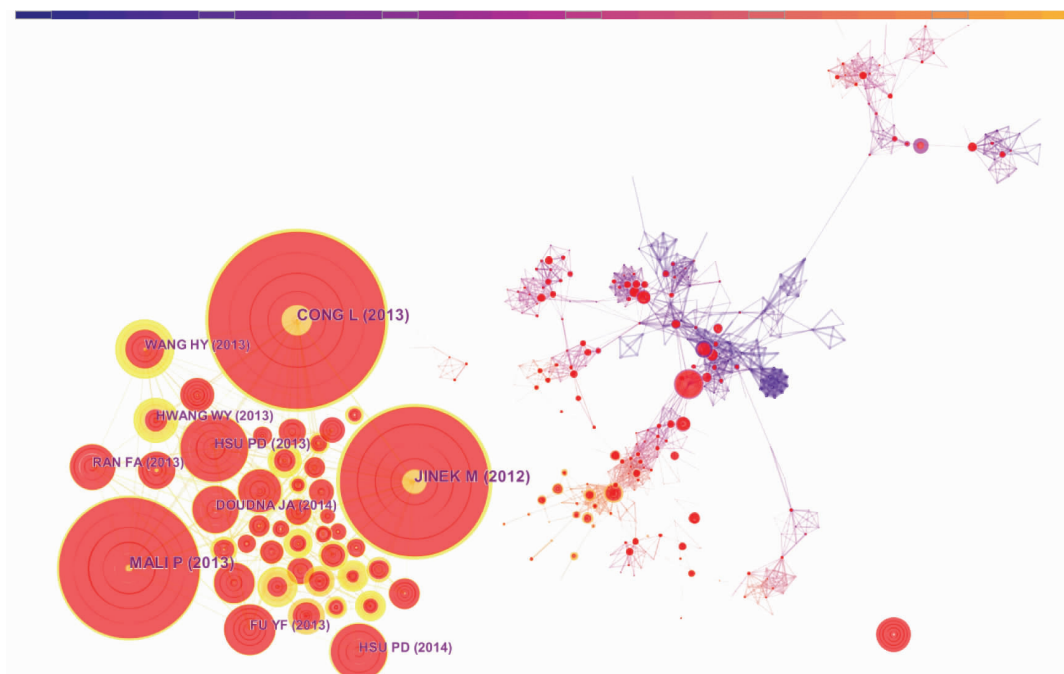 CONG L (2013)
WANG HY (2013)
HWANG WY (2013)
HSU PD (2013)
RAN FA (2013)
JINEK M (2012)
DOUDNA JA (2014)
MALI P (2013)
FU YF (2013)
HSU PD (2014)